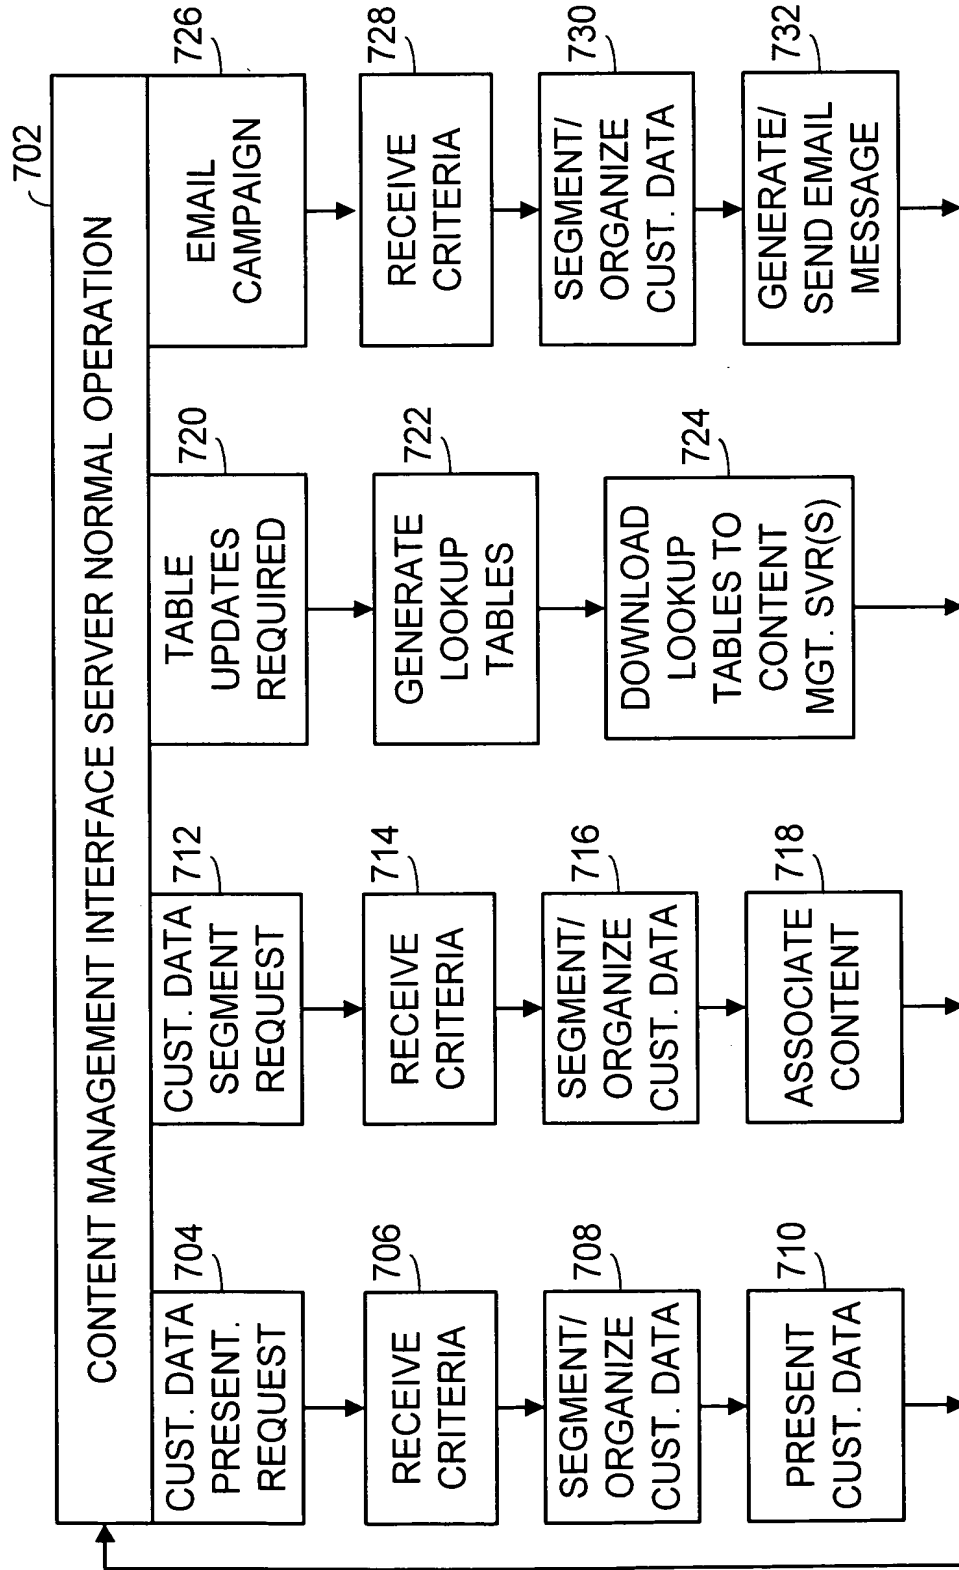 702
CONTENT MANAGEMENT INTERFACE SERVER NORMAL OPERATION
704
CUST. DATA
PRESENT.
REQUEST
706
RECEIVE
CRITERIA
708
SEGMENT/
ORGANIZE
CUST. DATA
710
PRESENT
CUST. DATA
712
CUST. DATA
SEGMENT
REQUEST
714
RECEIVE
CRITERIA
716
SEGMENT/
ORGANIZE
CUST. DATA
718
ASSOCIATE
CONTENT
720
TABLE
UPDATES
REQUIRED
722
GENERATE
LOOKUP
TABLES
724
DOWNLOAD
LOOKUP
TABLES TO
CONTENT
MGT. SVR(S)
726
EMAIL
CAMPAIGN
728
RECEIVE
CRITERIA
730
SEGMENT/
ORGANIZE
CUST. DATA
732
GENERATE/
SEND EMAIL
MESSAGE